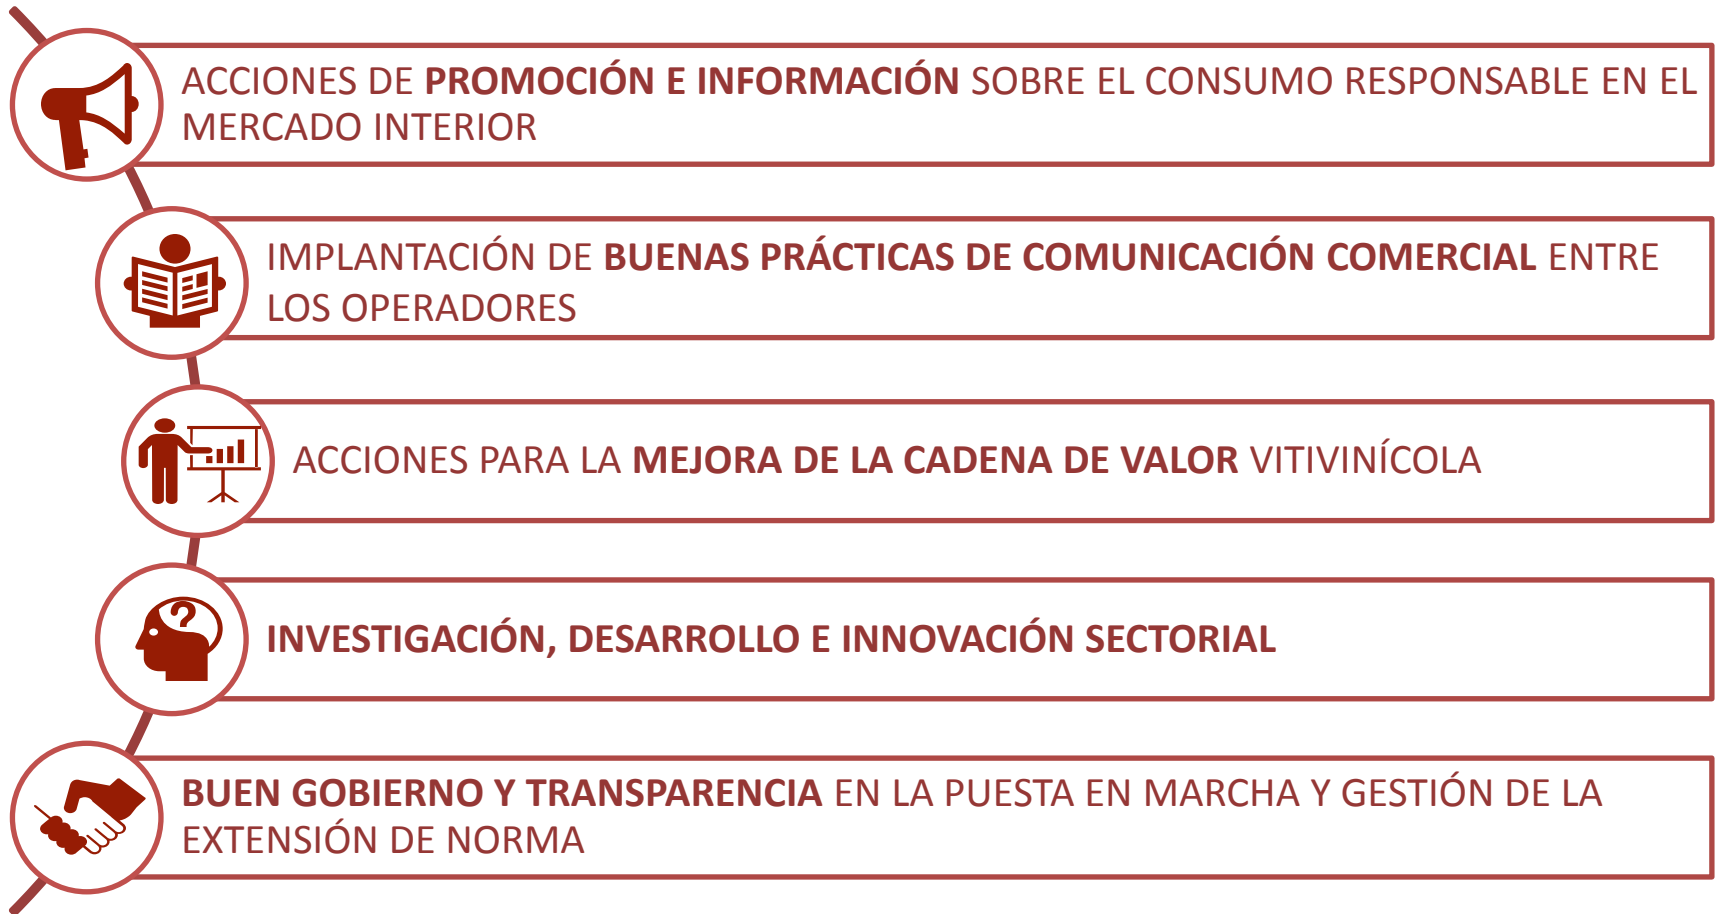 ACCIONES DE PROMOCIÓN E INFORMACIÓN SOBRE EL CONSUMO RESPONSABLE EN EL
MERCADO INTERIOR
IMPLANTACIÓN DE BUENAS PRÁCTICAS DE COMUNICACIÓN COMERCIAL ENTRE
LOS OPERADORES
ACCIONES PARA LA MEJORA DE LA CADENA DE VALOR VITIVINÍCOLA
INVESTIGACIÓN, DESARROLLO E INNOVACIÓN SECTORIAL
BUEN GOBIERNO Y TRANSPARENCIA EN LA PUESTA EN MARCHA Y GESTIÓN DE LA
EXTENSIÓN DE NORMA